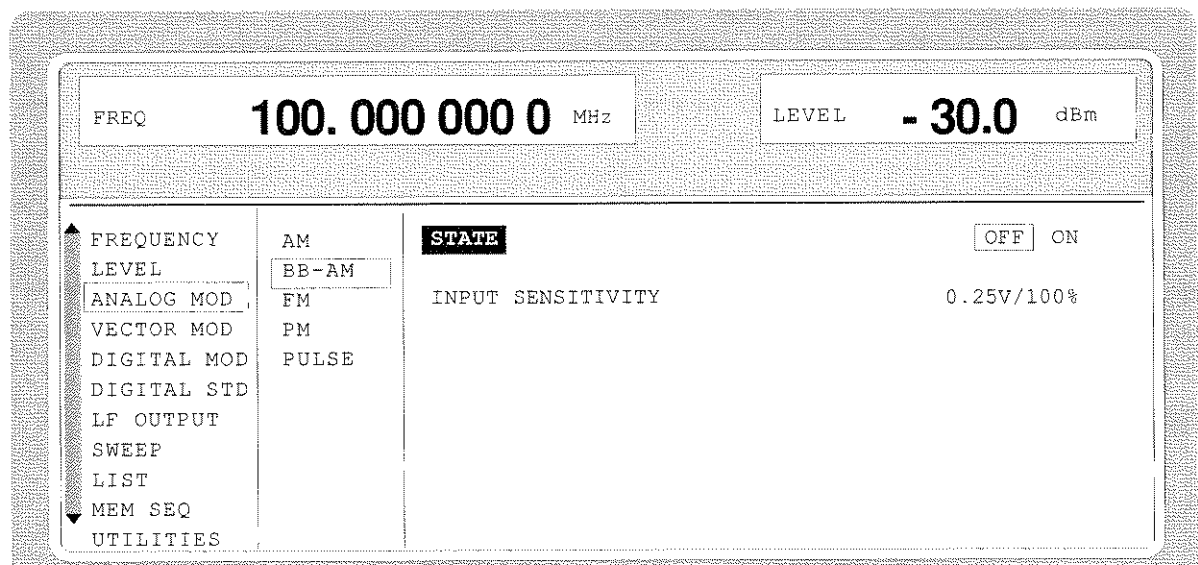 FREQ 100. 000 000 0 MHz
LEVEL - 30.0 dBm
FREQUENCY
LEVEL
ANALOG MOD
VECTOR MOD
DIGITAL MOD
DIGITAL STD
LF OUTPUT
SWEEP
LIST
MEM SEQ
UTILITIES
AM
BB-AM
FM
PM
PULSE
STATE OFF ON
INPUT SENSITIVITY 0.25V/100%